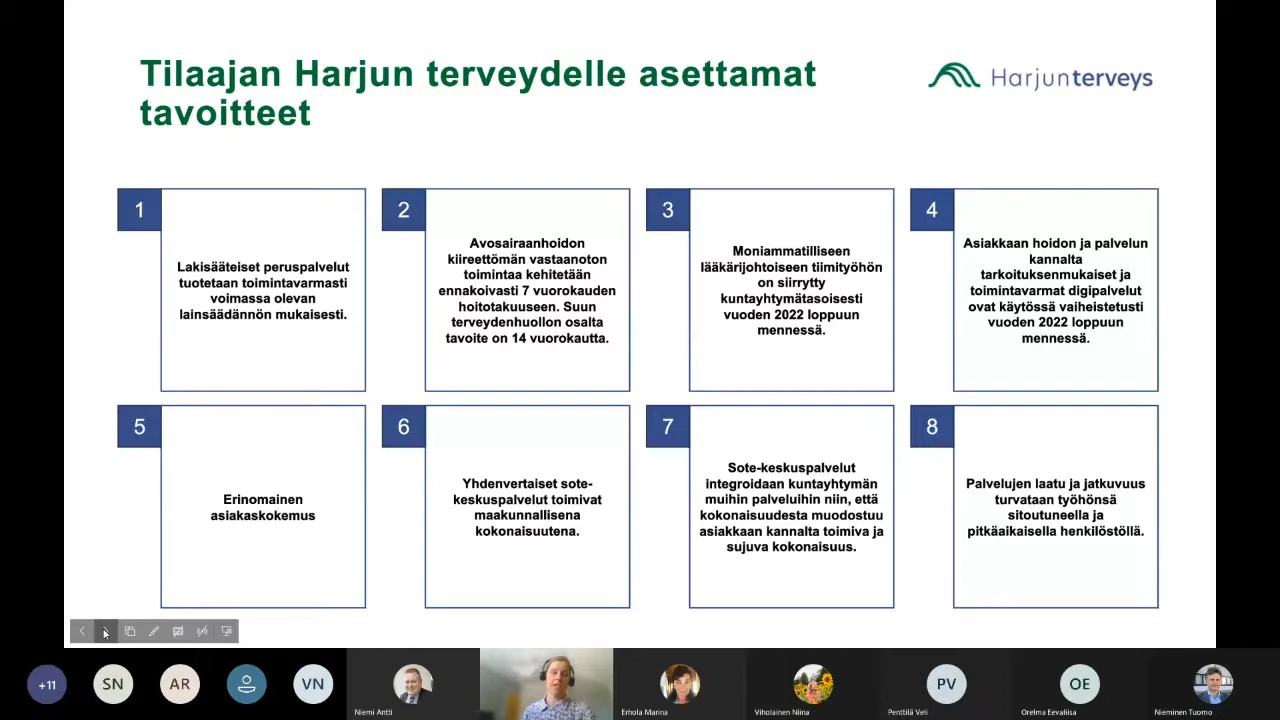 Tilaajan Harjun terveydelle asettamat
tavoitteet
Harjunterveys
1
Lakisääteiset peruspalvelut
tuotetaan toimintavarmasti
voimassa olevan
lainsäädännön mukaisesti.
2
Avosairaanhoidon
kiireettömän vastaanoton
toimintaa kehitetään
ennakoivasti 7 vuorokauden
hoitotakuuseen. Suun
terveydenhuollon osalta
tavoite on 14 vuorokautta.
3
Moniammatilliseen
lääkärijohtoiseen tiimityöhön
on siirrytty
kuntayhtymätasoisesti
vuoden 2022 loppuun
mennessä.
4
Asiakkaan hoidon ja palvelun
kannalta
tarkoituksenmukaiset ja
toimintavarmat digipalvelut
ovat käytössä vaiheistetusti
vuoden 2022 loppuun
mennessä.
5
Erinomainen
asiakaskokemus
6
Yhdenvertaiset sote-
keskuspalvelut toimivat
maakunnallisena
kokonaisuutena.
7
Sote-keskuspalvelut
integroidaan kuntayhtymän
muihin palveluihin niin, että
kokonaisuudesta muodostuu
asiakkaan kannalta toimiva ja
sujuva kokonaisuus.
8
Palvelujen laatu ja jatkuvuus
turvataan työhönsä
sitoutuneella ja
pitkäaikaisella henkilöstöllä.
+11
SN
AR
VN
Niemi Antti
Erhola Marina
Viholainen Niina
PV
Penttilä Veli
OE
Orelma Eevaliisa
Nieminen Tuomo